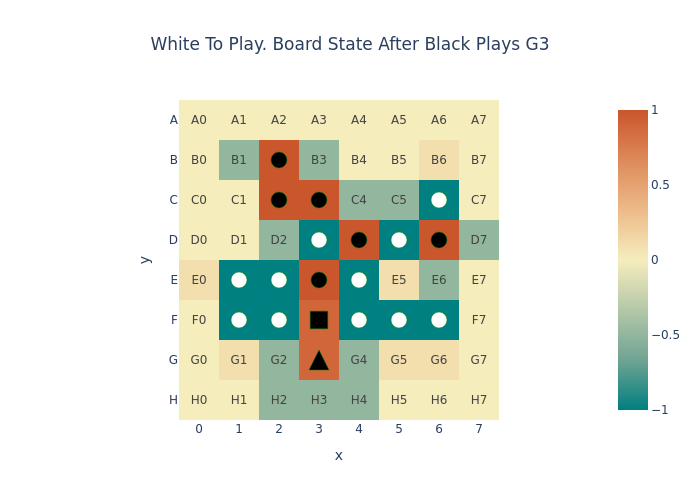 White To Play. Board State After Black Plays G3
A A0 A1 A2 A3 A4 A5 A6 A7
B B0 B1 B3 B4 B5 B6 B7
C C0 C1 C4 C5 C7
D D0 D1 D2 D7
E E0 E5 E6 E7
F F0 F7
G G0 G1 G2 G4 G5 G6 G7
H H0 H1 H2 H3 H4 H5 H6 H7
0 1 2 3 4 5 6 7
x
y
1
0.5
0
−0.5
−1